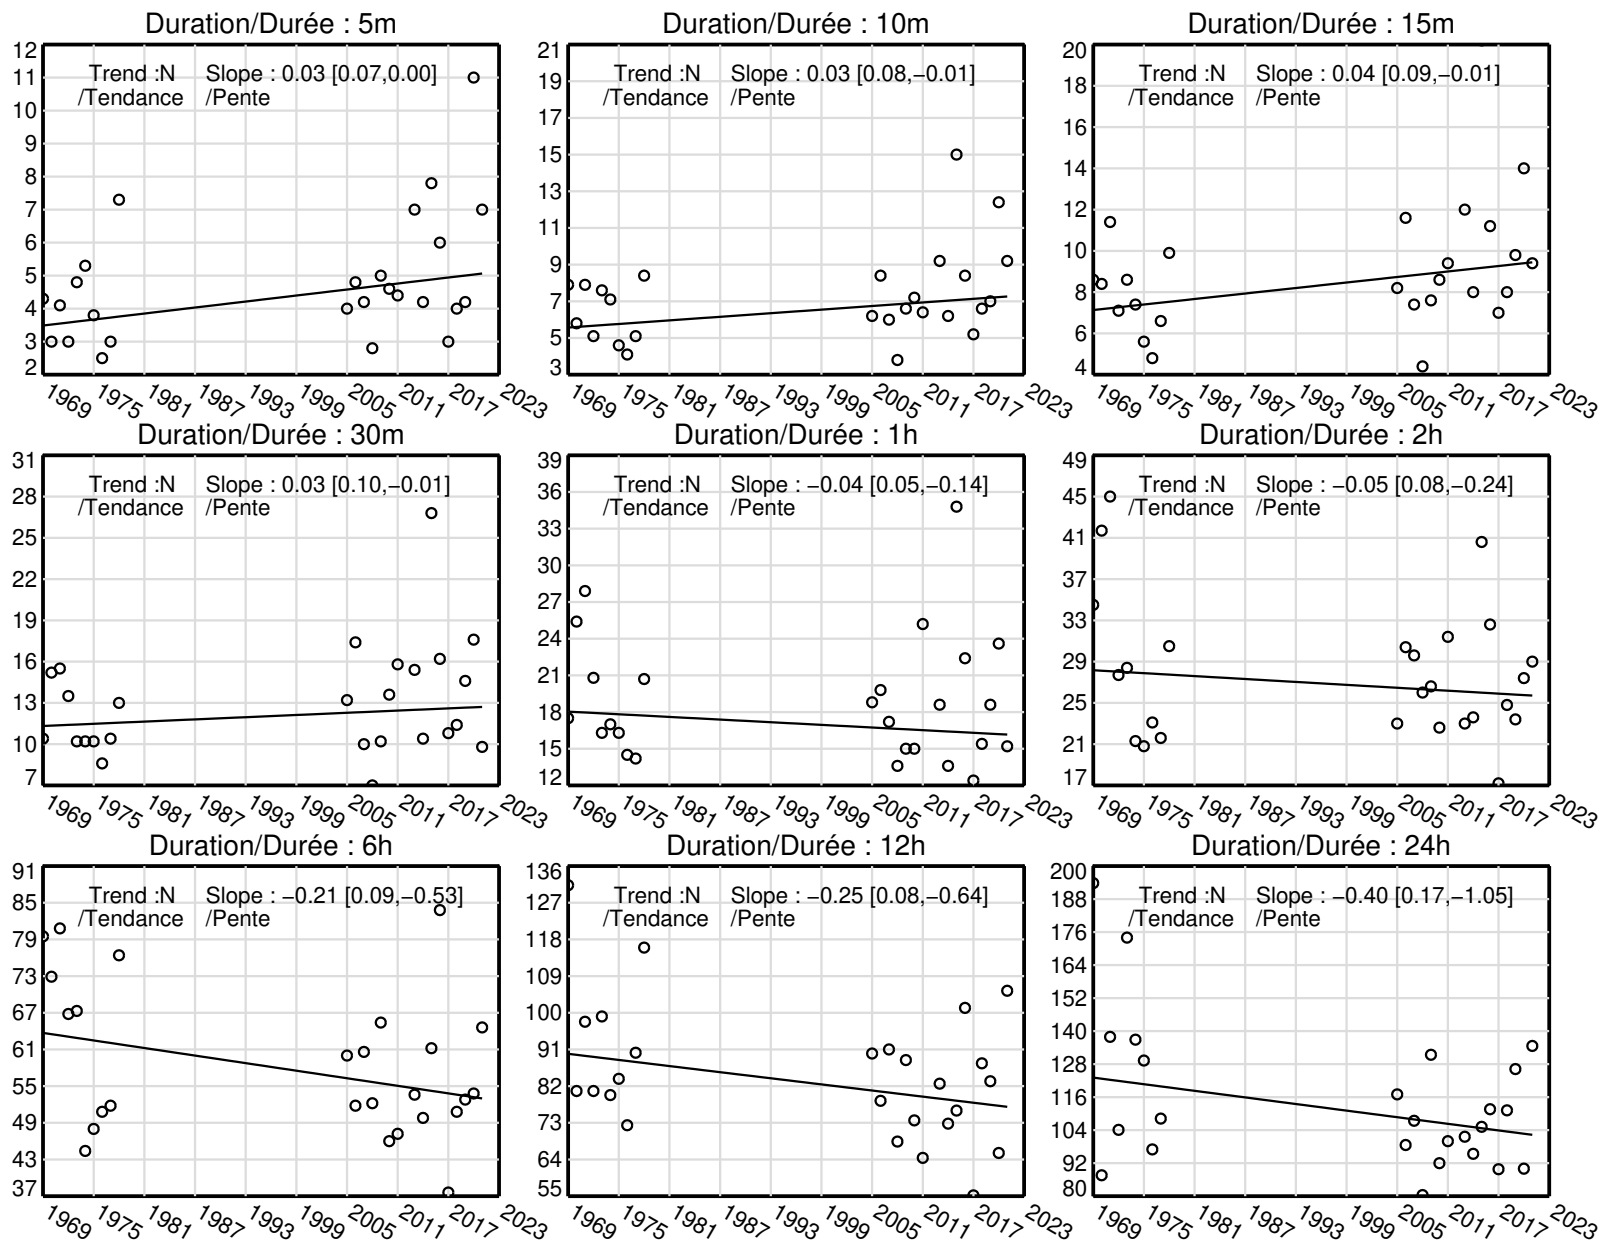 Duration/Durée : 5m
Trend :N Slope : 0.03 [0.07,0.00]
/Tendance /Pente
12
11
10
9
8
7
6
5
4
3
2
1969 1975 1981 1987 1993 1999 2005 2011 2017 2023
Duration/Durée : 10m
Trend :N Slope : 0.03 [0.08,−0.01]
/Tendance /Pente
21
19
17
15
13
11
9
7
5
3
1969 1975 1981 1987 1993 1999 2005 2011 2017 2023
Duration/Durée : 15m
Trend :N Slope : 0.04 [0.09,−0.01]
/Tendance /Pente
20
18
16
14
12
10
8
6
4
1969 1975 1981 1987 1993 1999 2005 2011 2017 2023
Duration/Durée : 30m
Trend :N Slope : 0.03 [0.10,−0.01]
/Tendance /Pente
31
28
25
22
19
16
13
10
7
1969 1975 1981 1987 1993 1999 2005 2011 2017 2023
Duration/Durée : 1h
Trend :N Slope : −0.04 [0.05,−0.14]
/Tendance /Pente
39
36
33
30
27
24
21
18
15
12
1969 1975 1981 1987 1993 1999 2005 2011 2017 2023
Duration/Durée : 2h
Trend :N Slope : −0.05 [0.08,−0.24]
/Tendance /Pente
49
45
41
37
33
29
25
21
17
1969 1975 1981 1987 1993 1999 2005 2011 2017 2023
Duration/Durée : 6h
Trend :N Slope : −0.21 [0.09,−0.53]
/Tendance /Pente
91
85
79
73
67
61
55
49
43
37
1969 1975 1981 1987 1993 1999 2005 2011 2017 2023
Duration/Durée : 12h
Trend :N Slope : −0.25 [0.08,−0.64]
/Tendance /Pente
136
127
118
109
100
91
82
73
64
55
1969 1975 1981 1987 1993 1999 2005 2011 2017 2023
Duration/Durée : 24h
Trend :N Slope : −0.40 [0.17,−1.05]
/Tendance /Pente
200
188
176
164
152
140
128
116
104
92
80
1969 1975 1981 1987 1993 1999 2005 2011 2017 2023